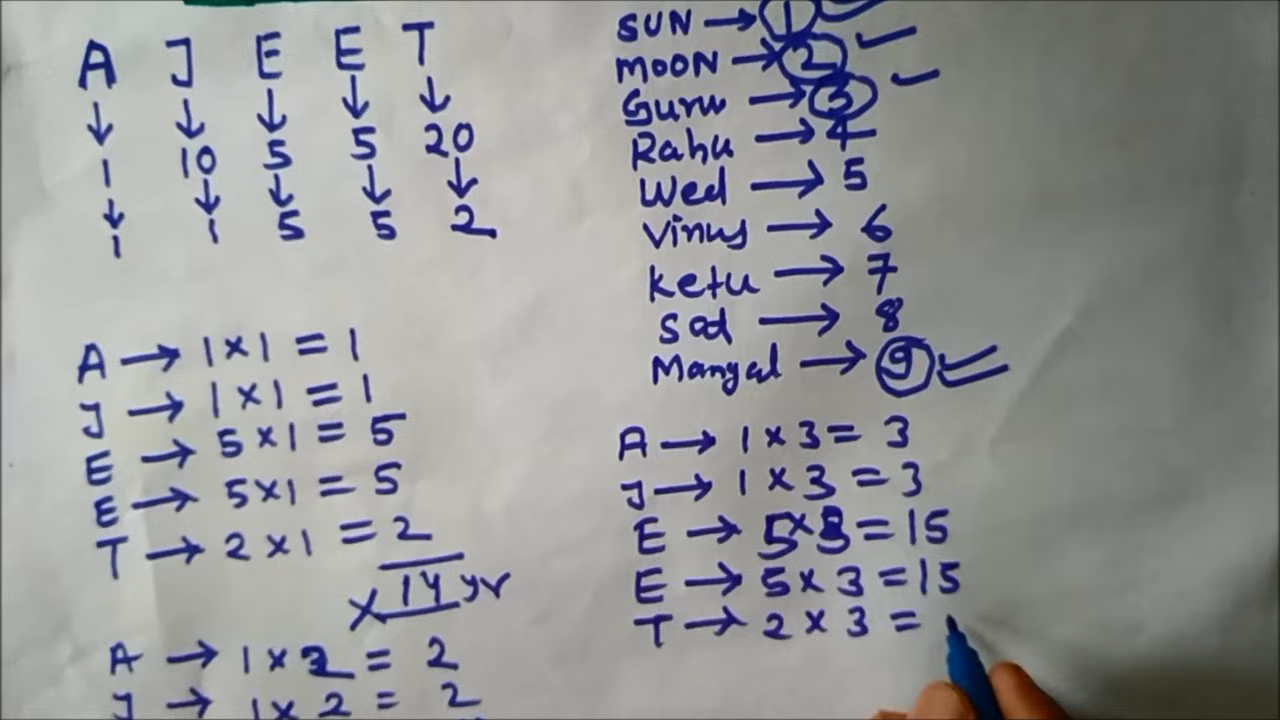 A J E E T
↓ ↓ ↓ ↓ ↓
1 10 5 5 20
↓ ↓ ↓ ↓ ↓
1 1 5 5 2
A → 1×1 = 1
J → 1×1 = 1
E → 5×1 = 5
E → 5×1 = 5
T → 2×1 = 2
× 14 yr
A → 1×2 = 2
J → 1×2 = 2
SUN → 1
MOON → 2
Guru → 3
Rahu → 4
Wed → 5
Vinus → 6
Ketu → 7
→ 8
Mangal → 9
A → 1×3 = 3
J → 1×3 = 3
E → 5×3 = 15
E → 5×3 = 15
T → 2×3 =